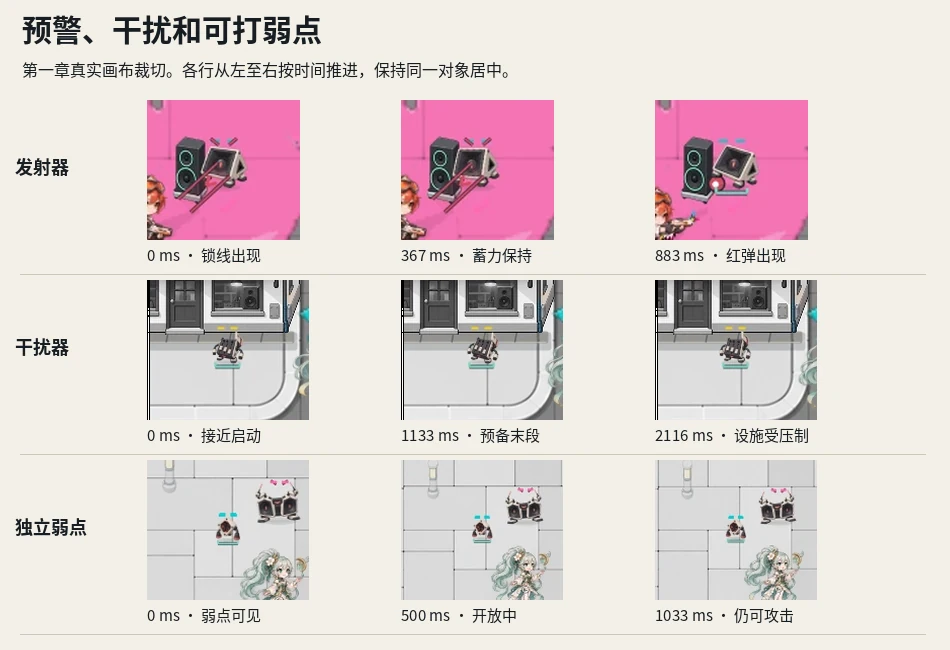 预警、干扰和可打弱点
第一章真实画布裁切。各行从左至右按时间推进，保持同一对象居中。
发射器
0 ms · 锁线出现
367 ms · 蓄力保持
883 ms · 红弹出现
干扰器
0 ms · 接近启动
1133 ms · 预备末段
2116 ms · 设施受压制
独立弱点
0 ms · 弱点可见
500 ms · 开放中
1033 ms · 仍可攻击